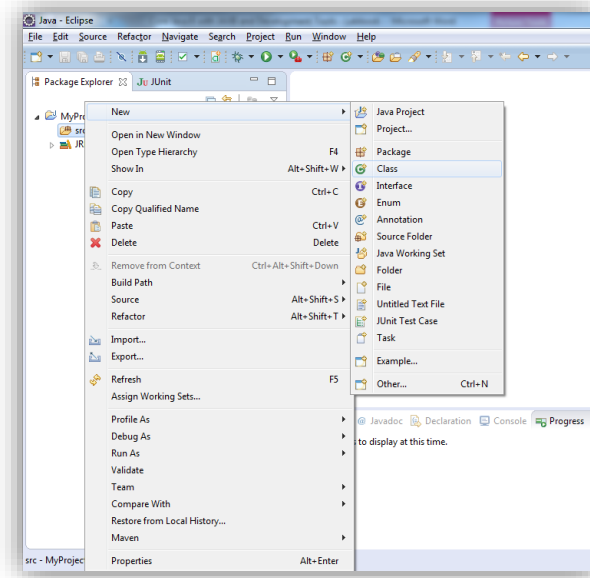 Java - Eclipse
File Edit Source Refactor Navigate Search Project Run Window Help
Package Explorer Ju JUnit
src
JR
New
Open in New Window
Open Type Hierarchy F4
Show In Alt+Shift+W
Copy Ctrl+C
Copy Qualified Name
Paste Ctrl+V
Delete Delete
Remove from Context Ctrl+Alt+Shift+Down
Build Path
Source Alt+Shift+S
Refactor Alt+Shift+T
Import...
Export...
Refresh F5
Assign Working Sets...
Profile As
Debug As
Run As
Validate
Team
Compare With
Restore from Local History...
Maven
Properties Alt+Enter
Java Project
Project...
Package
Class
Interface
Enum
Annotation
Source Folder
Java Working Set
Folder
File
Untitled Text File
JUnit Test Case
Task
Example...
Other... Ctrl+N
@ Javadoc Declaration Console Progress
to display at this time.
src - MyProjec